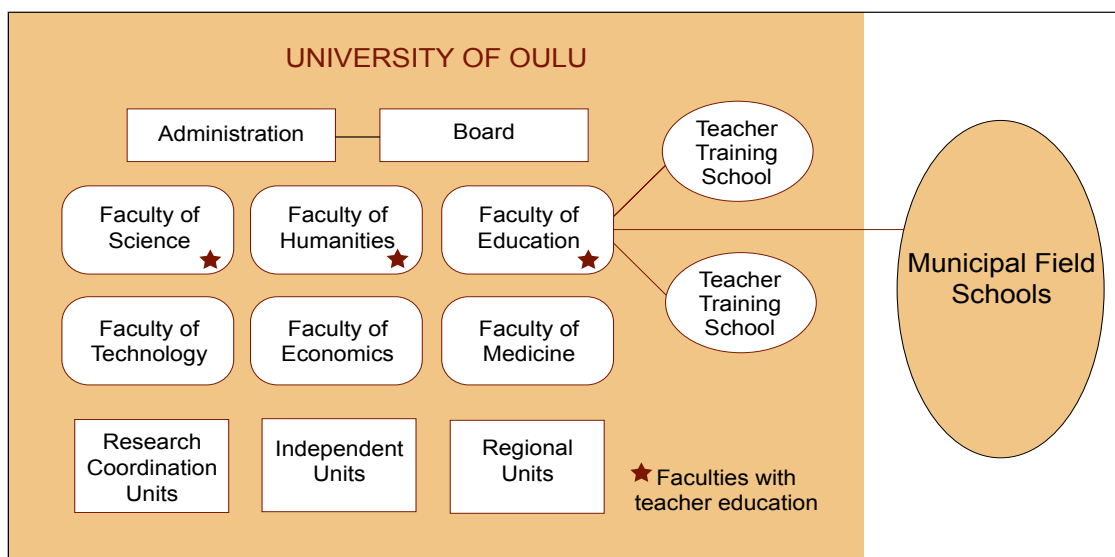 UNIVERSITY OF OULU
Administration
Board
Teacher
Training
School
Faculty of
Science
Faculty of
Humanities
Faculty of
Education
Municipal Field
Schools
Teacher
Training
School
Faculty of
Technology
Faculty of
Economics
Faculty of
Medicine
Research
Coordination
Units
Independent
Units
Regional
Units
Faculties with
teacher education